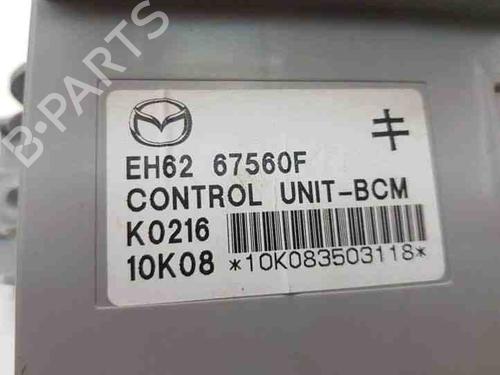 B-PARTS
EH62 67560F
CONTROL UNIT-BCM
K0216
10K08 *10K083503118*